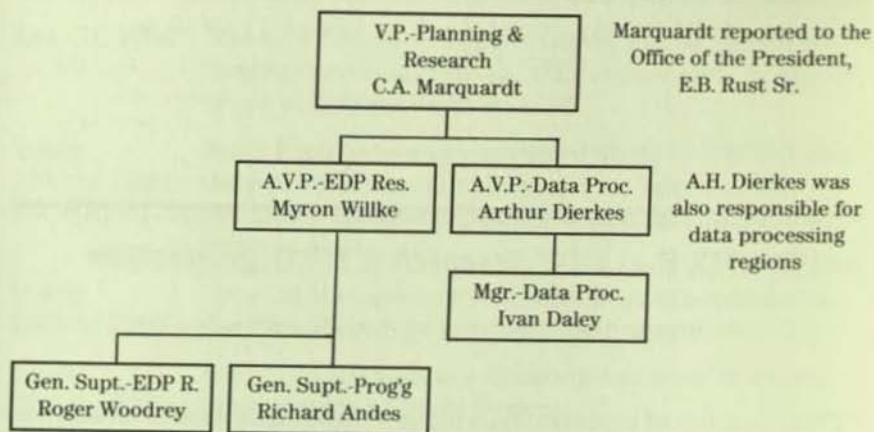 V.P.-Planning &
Research
C.A. Marquardt
Marquardt reported to the
Office of the President,
E.B. Rust Sr.
A.V.P.-EDP Res.
Myron Willke
A.V.P.-Data Proc.
Arthur Dierkes
A.H. Dierkes was
also responsible for
data processing
regions
Mgr.-Data Proc.
Ivan Daley
Gen. Supt.-EDP R.
Roger Woodrey
Gen. Supt.-Prog'g
Richard Andes